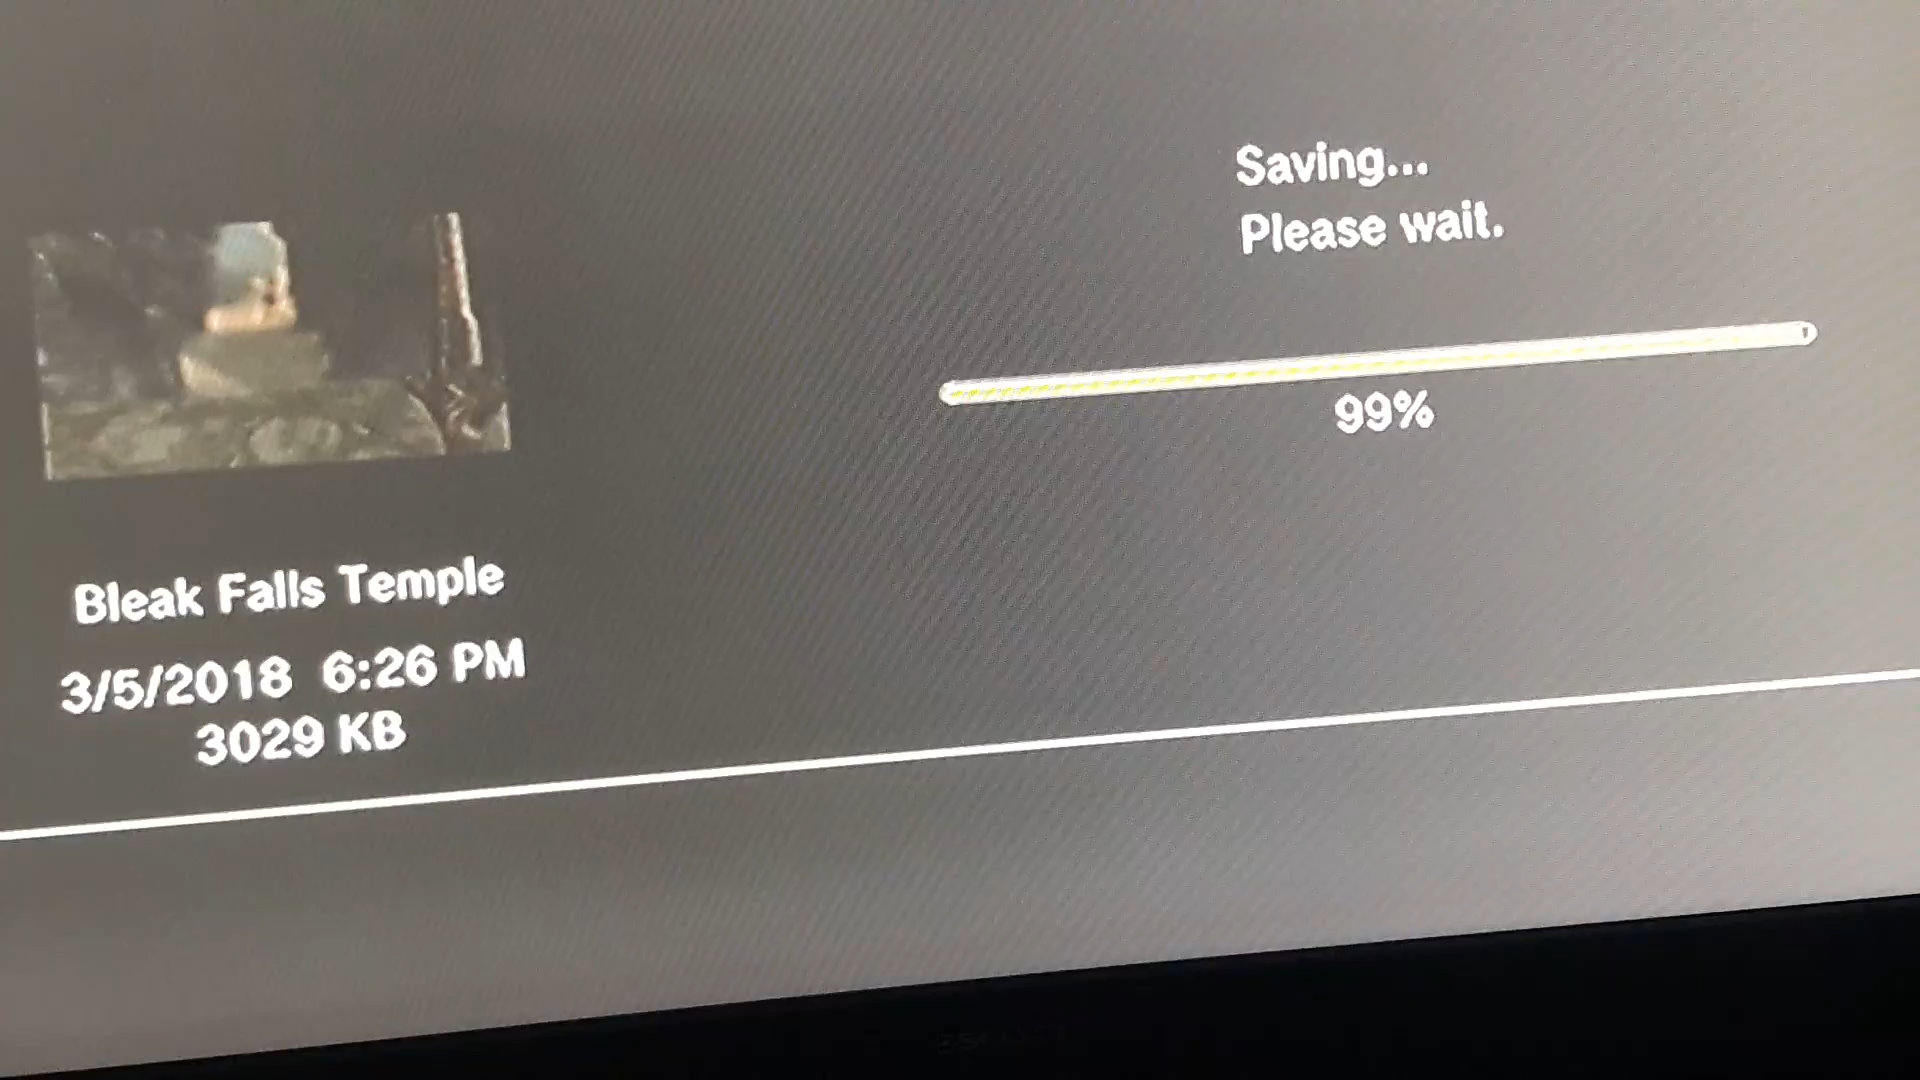 Saving...
Please wait.
99%
Bleak Falls Temple
3/5/2018 6:26 PM
3029 KB